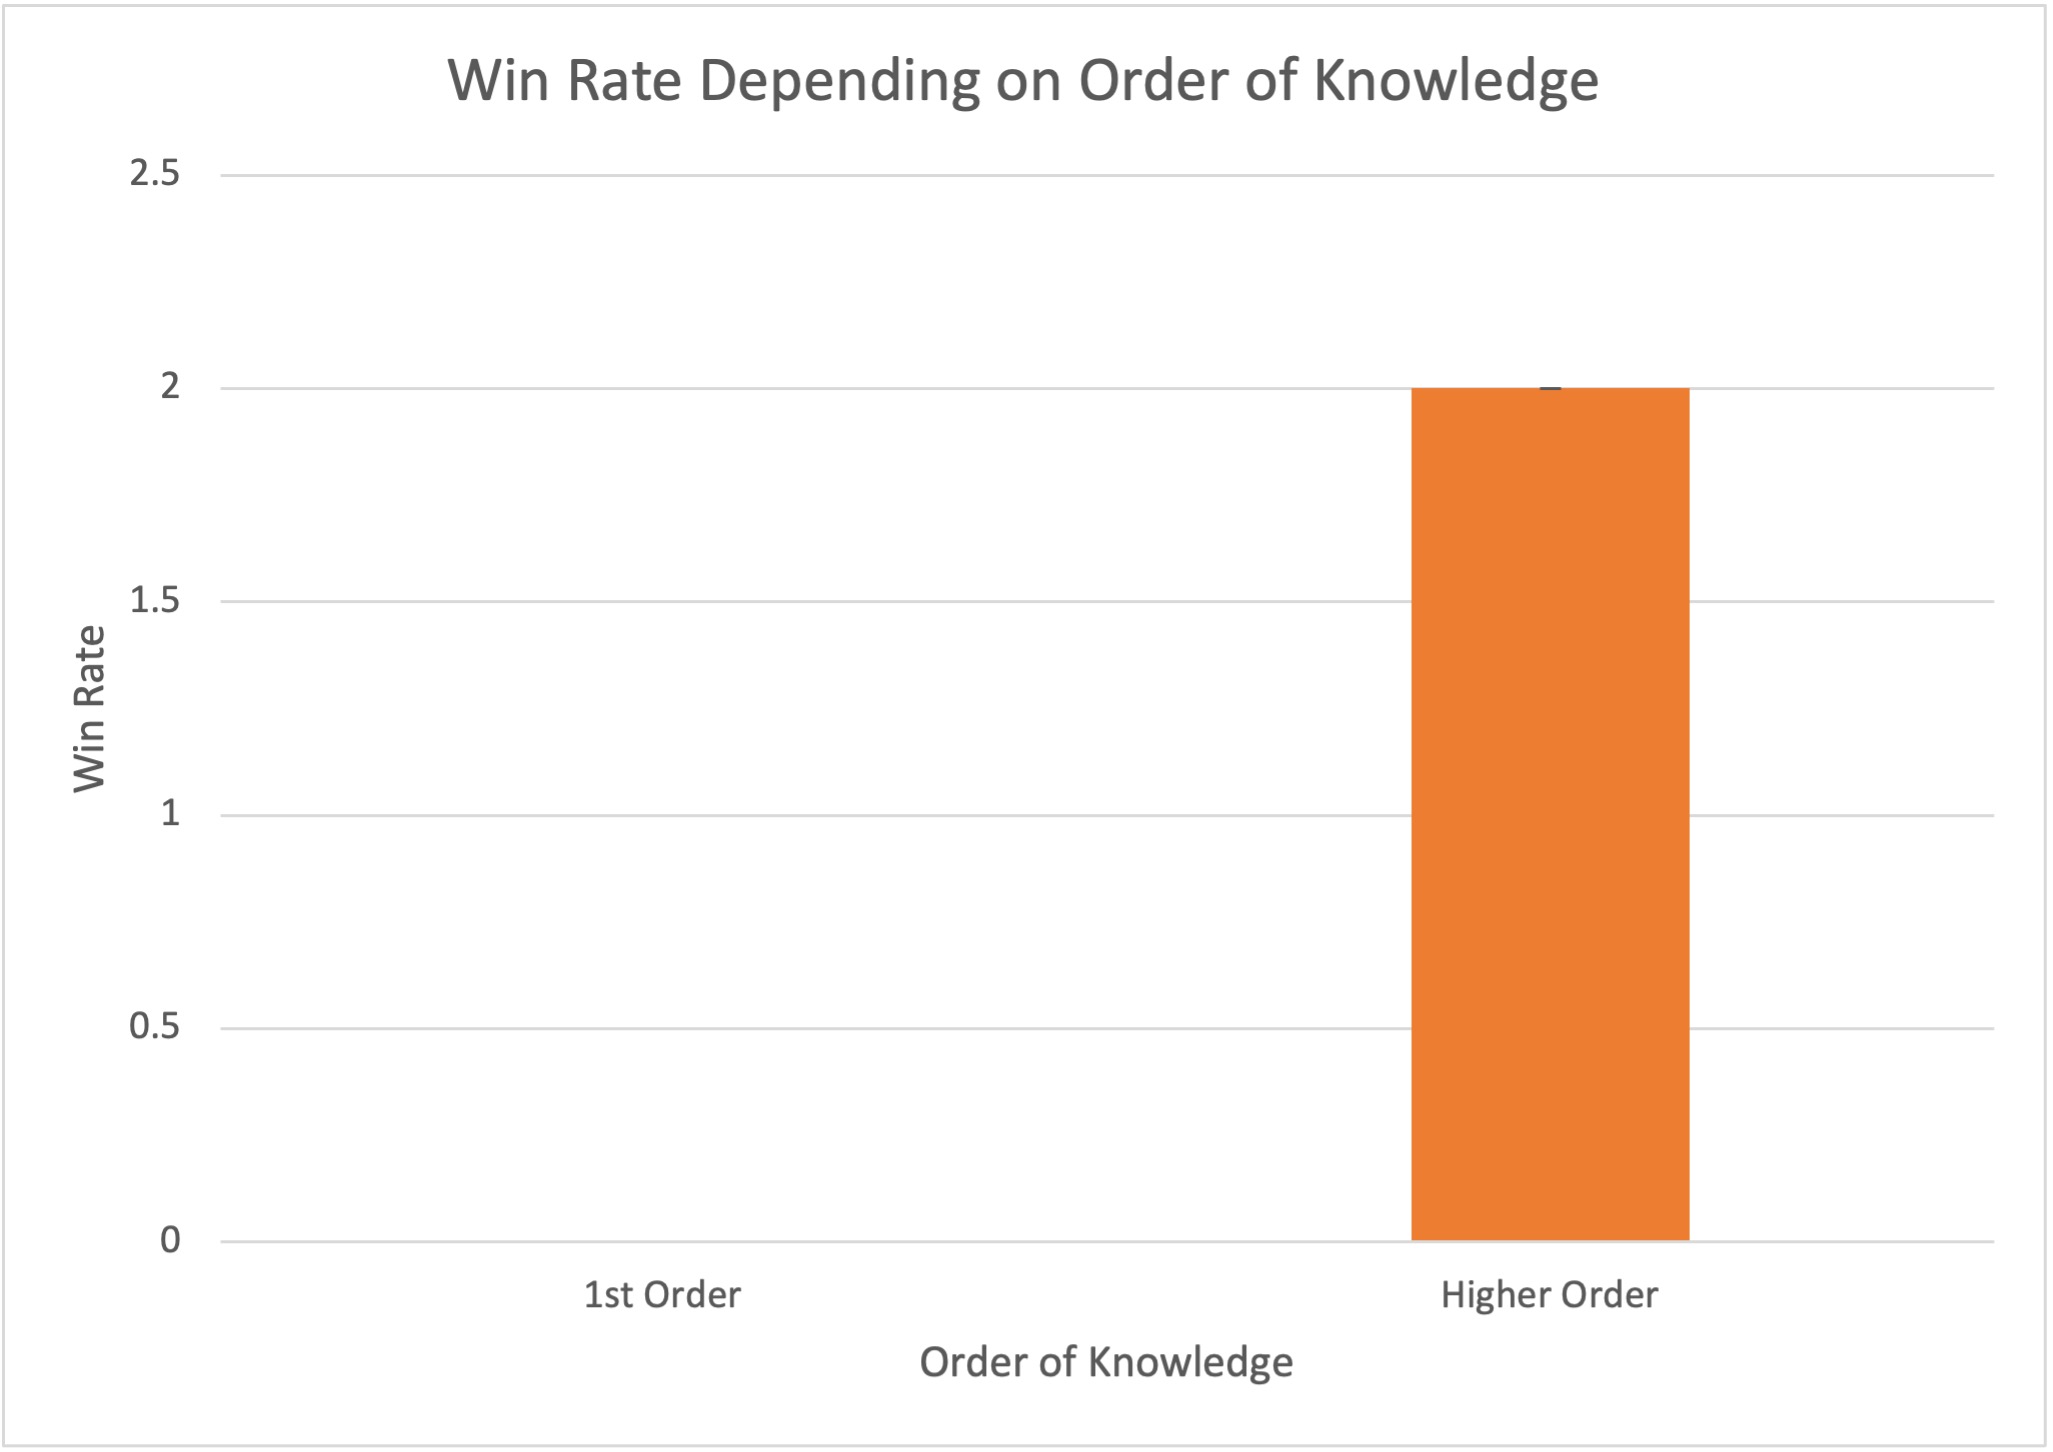 Win Rate Depending on Order of Knowledge
2.5
2
1.5
1
0.5
0
Win Rate
1st Order
Higher Order
Order of Knowledge